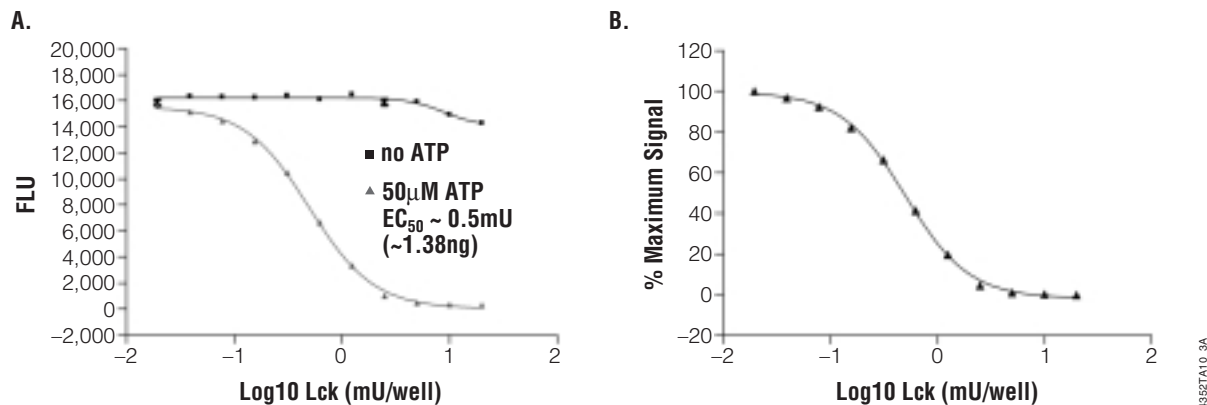 A.
20,000
18,000
16,000
14,000
12,000
10,000
8,000
6,000
4,000
2,000
0
−2,000
FLU
−2
−1
0
1
2
Log10 Lck (mU/well)
■ no ATP
▲ 50μM ATP
EC₅₀ ~ 0.5mU
(~1.38ng)
B.
120
100
80
60
40
20
0
−20
% Maximum Signal
−2
−1
0
1
2
Log10 Lck (mU/well)
4352TA10_3A